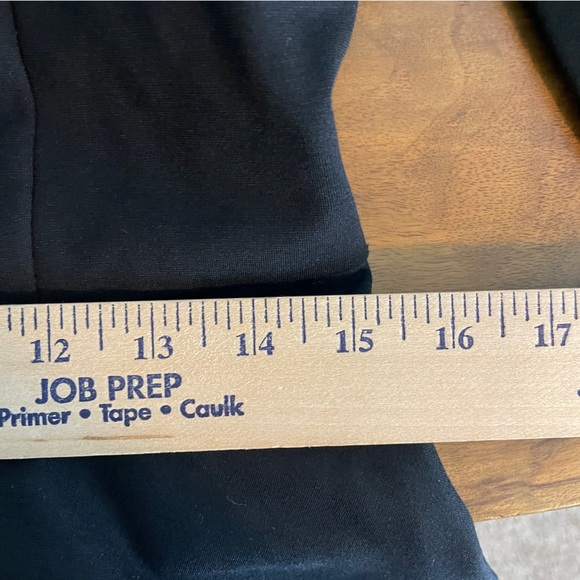 12 13 14 15 16 17
JOB PREP
Primer • Tape • Caulk